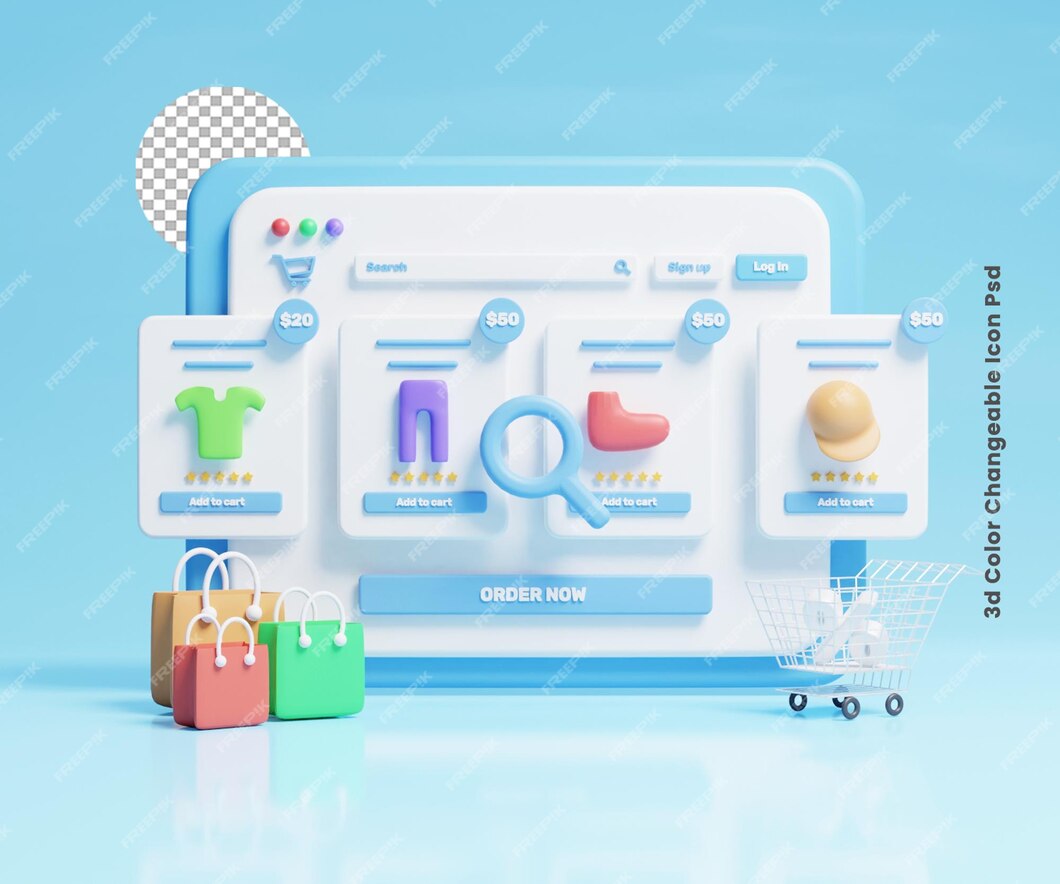 Search
Sign up
Log in
$20
$50
$50
$50
Add to cart
Add to cart
Add to cart
Add to cart
ORDER NOW
3d Color Changeable Icon Psd
FREEPIK